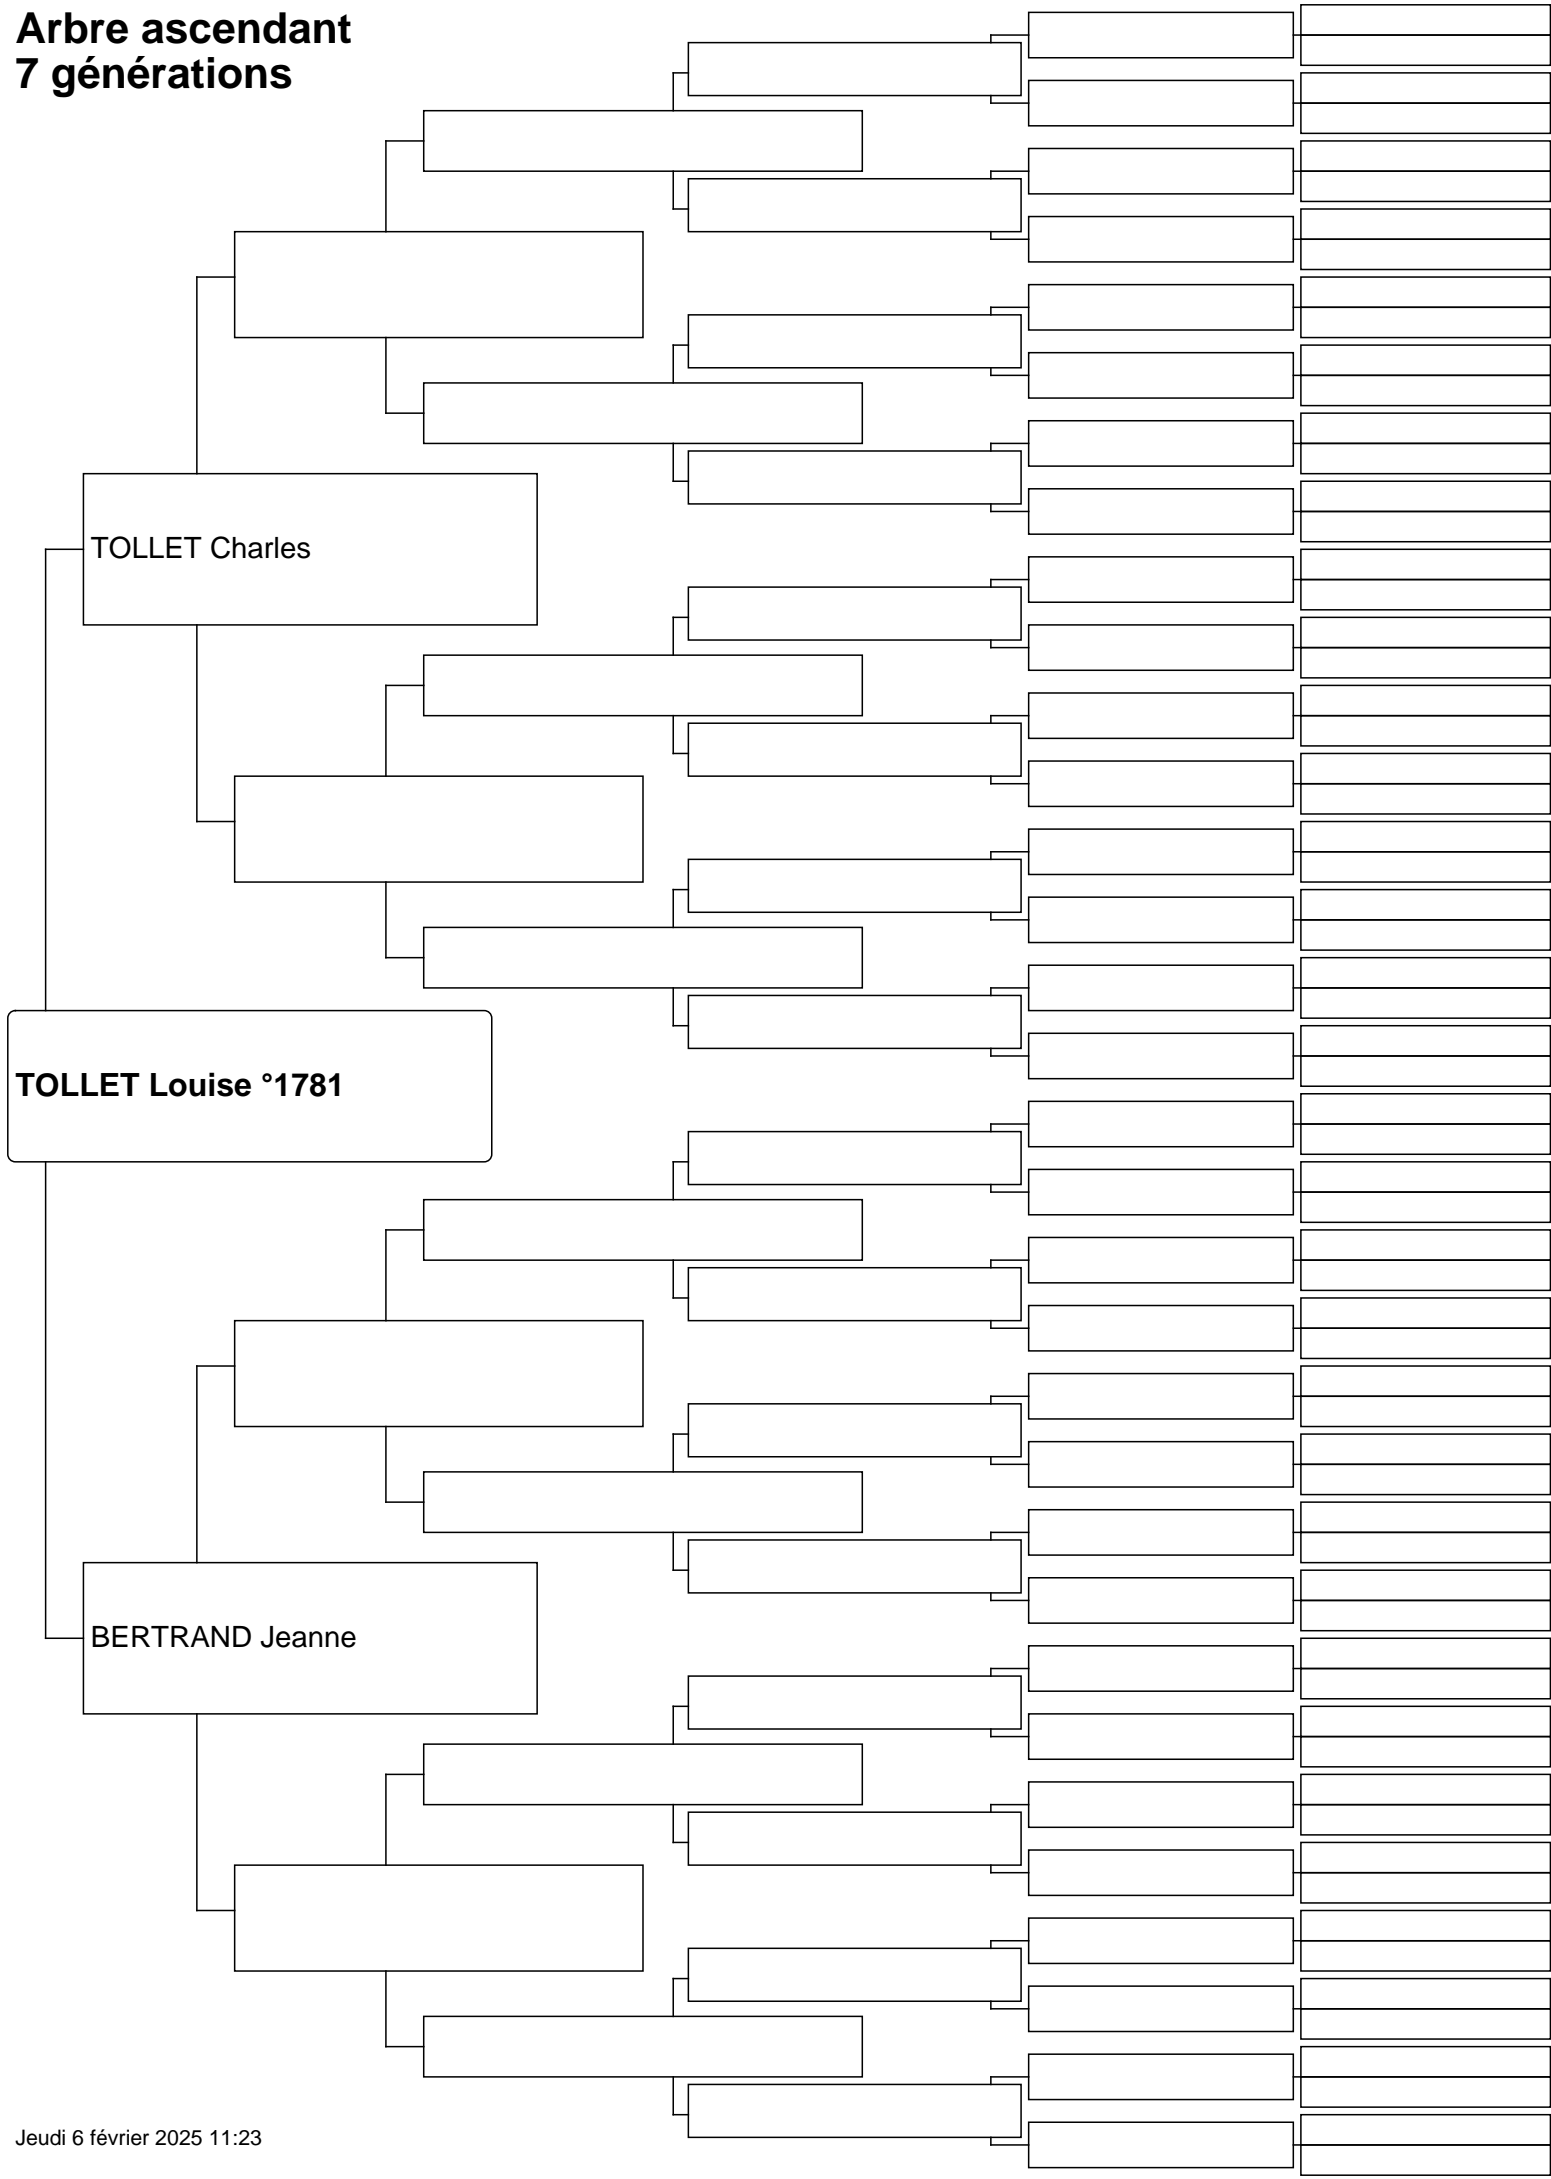 Arbre ascendant
7 générations
TOLLET Charles
TOLLET Louise °1781
BERTRAND Jeanne
Jeudi 6 février 2025 11:23